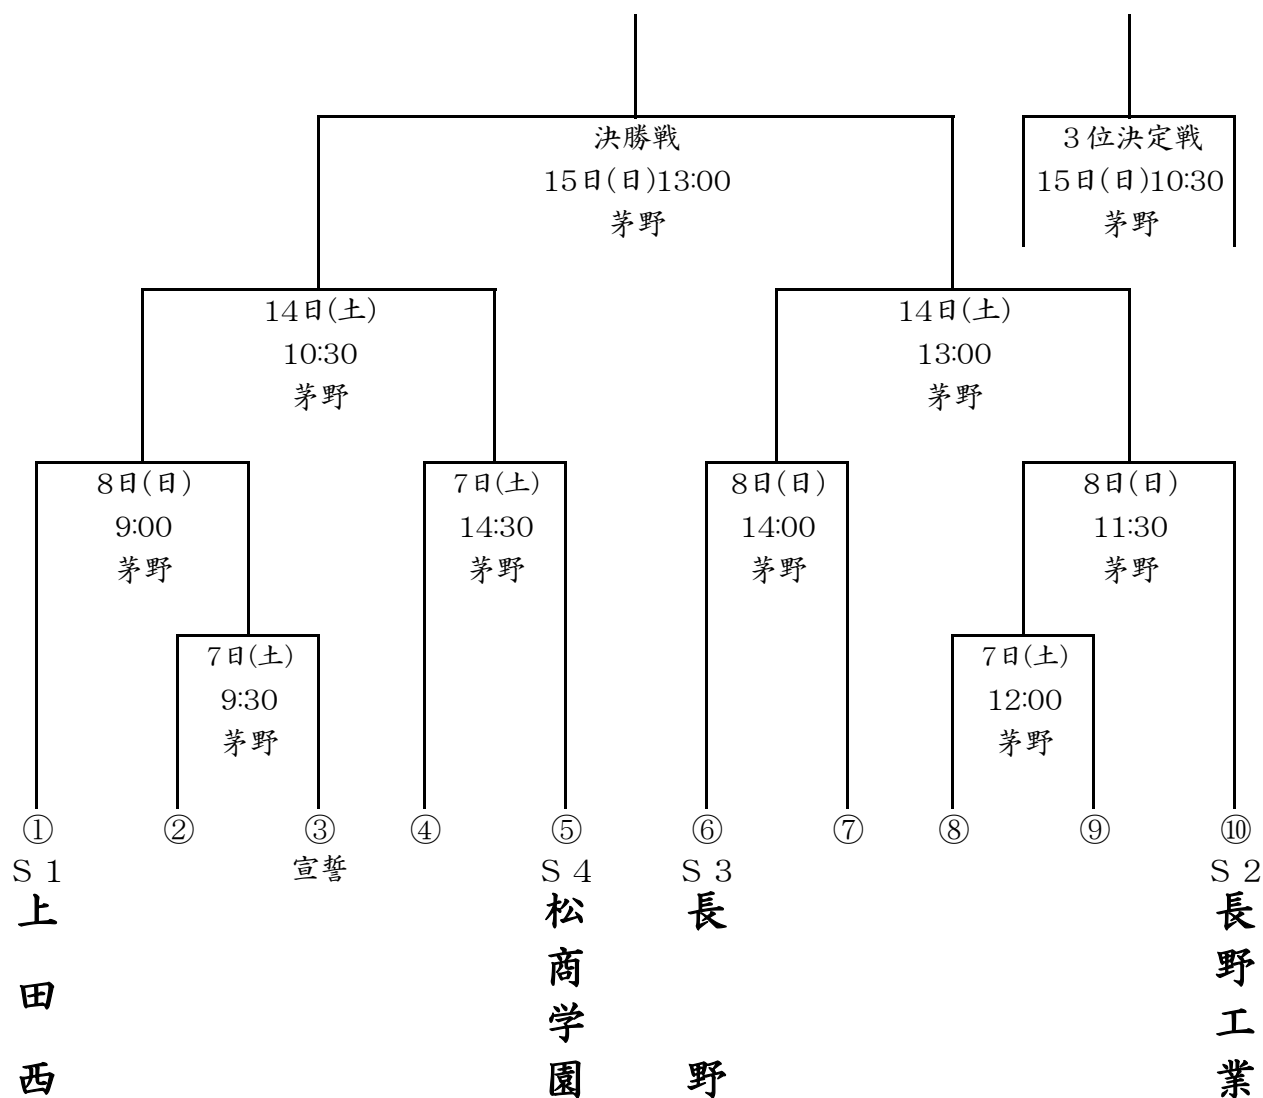 決勝戦
15日(日)13:00
茅野
３位決定戦
15日(日)10:30
茅野
14日(土)
10:30
茅野
14日(土)
13:00
茅野
8日(日)
9:00
茅野
7日(土)
14:30
茅野
8日(日)
14:00
茅野
8日(日)
11:30
茅野
7日(土)
9:30
茅野
7日(土)
12:00
茅野
① ② ③ ④ ⑤ ⑥ ⑦ ⑧ ⑨ ⑩
Ｓ１ 宣誓 Ｓ４ Ｓ３ Ｓ２
上田西
松商学園
長野
長野工業